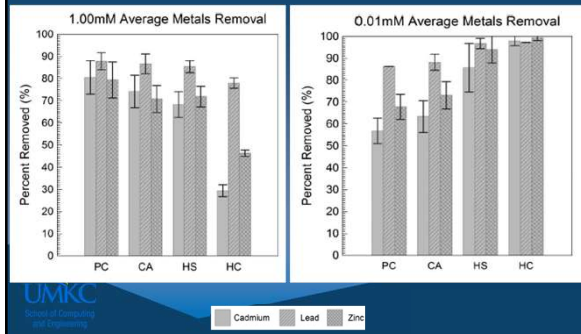 1.00mM Average Metals Removal
100
90
80
70
60
50
40
30
20
10
0
Percent Removed (%)
PC CA HS HC
0.01mM Average Metals Removal
100
90
80
70
60
50
40
30
20
10
0
Percent Removed (%)
PC CA HS HC
UMKC
School of Computing
and Engineering
Cadmium Lead Zinc